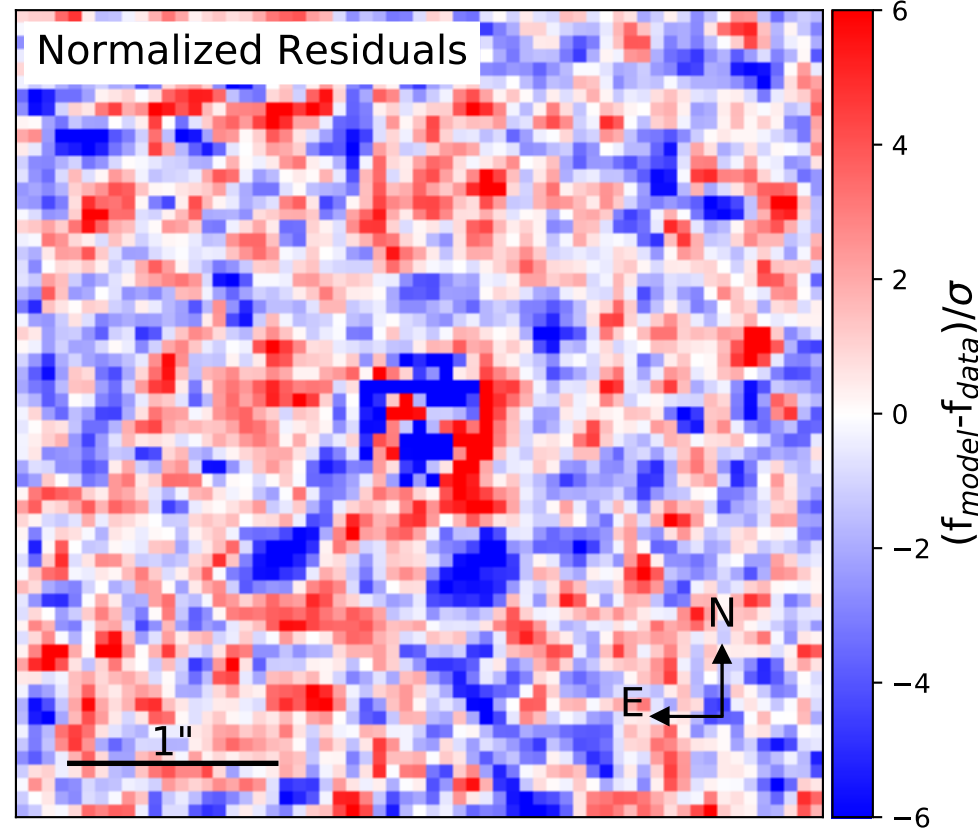 Normalized Residuals
6
4
2
0
−2
−4
−6
(f_model-f_data)/σ
N
E
1"